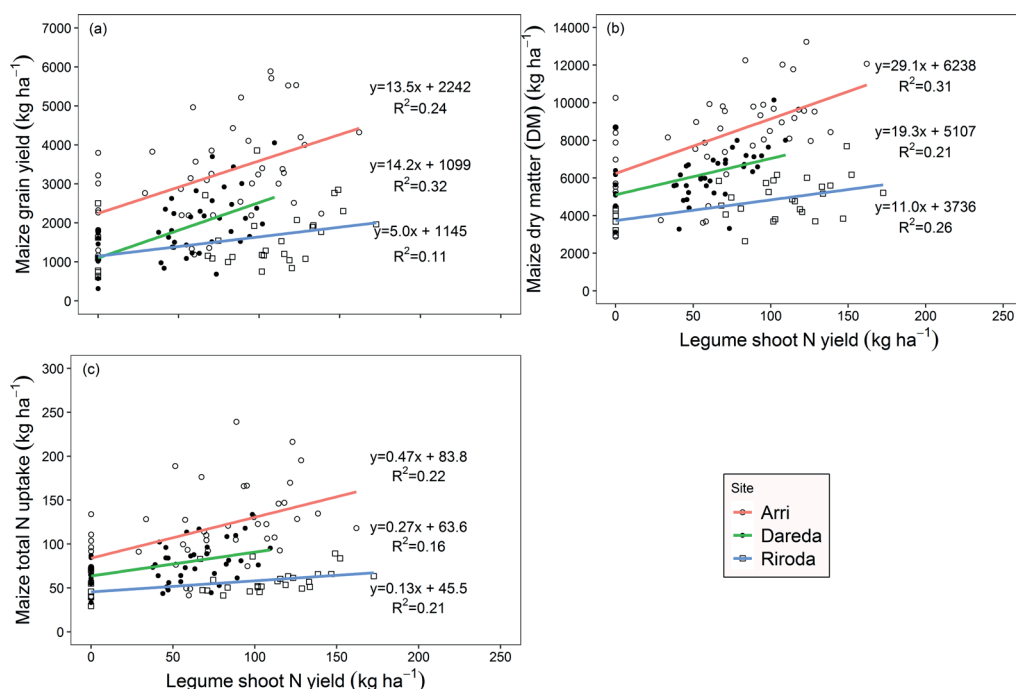 (a)
Maize grain yield (kg ha⁻¹)
7000
6000
5000
4000
3000
2000
1000
0
y=13.5x + 2242
R²=0.24
y=14.2x + 1099
R²=0.32
y=5.0x + 1145
R²=0.11
(b)
Maize dry matter (DM) (kg ha⁻¹)
14000
12000
10000
8000
6000
4000
2000
0
y=29.1x + 6238
R²=0.31
y=19.3x + 5107
R²=0.21
y=11.0x + 3736
R²=0.26
0 50 100 150 200 250
Legume shoot N yield (kg ha⁻¹)
(c)
Maize total N uptake (kg ha⁻¹)
300
250
200
150
100
50
0
y=0.47x + 83.8
R²=0.22
y=0.27x + 63.6
R²=0.16
y=0.13x + 45.5
R²=0.21
0 50 100 150 200 250
Legume shoot N yield (kg ha⁻¹)
Site
Arri
Dareda
Riroda